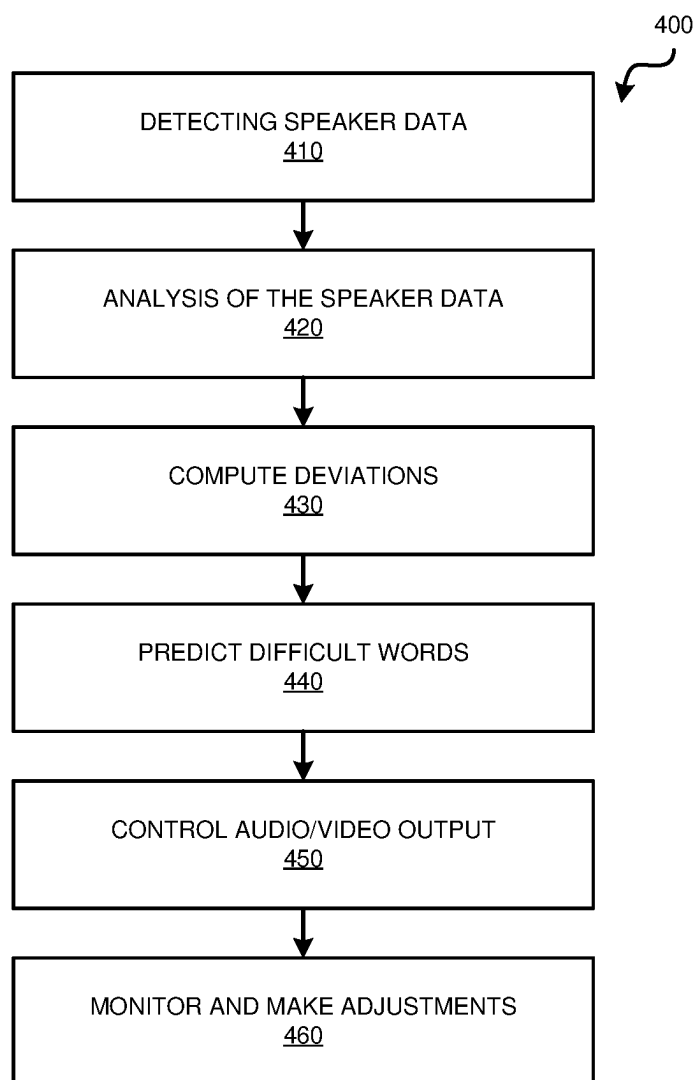 400
DETECTING SPEAKER DATA
410
ANALYSIS OF THE SPEAKER DATA
420
COMPUTE DEVIATIONS
430
PREDICT DIFFICULT WORDS
440
CONTROL AUDIO/VIDEO OUTPUT
450
MONITOR AND MAKE ADJUSTMENTS
460